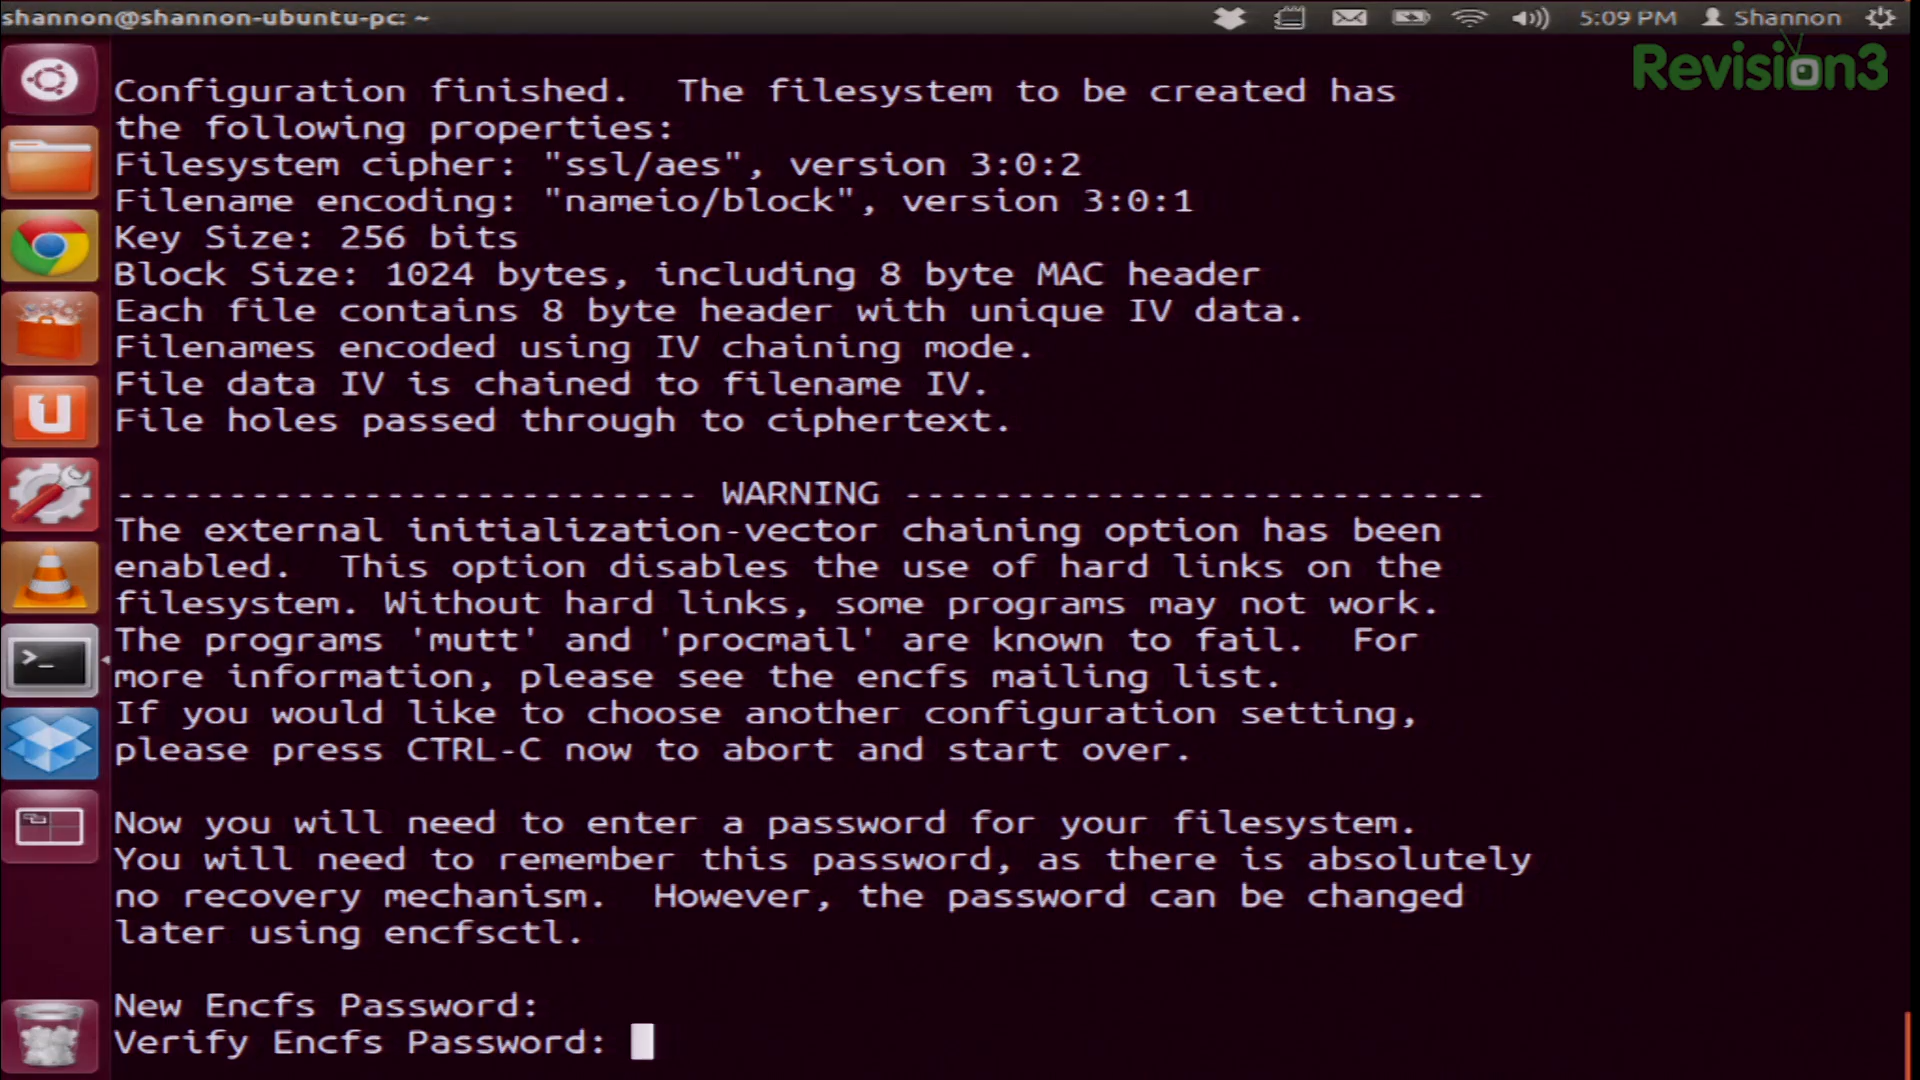 shannon@shannon-ubuntu-pc: ~
5:09 PM
Shannon
Revision3
Configuration finished.  The filesystem to be created has
the following properties:
Filesystem cipher: "ssl/aes", version 3:0:2
Filename encoding: "nameio/block", version 3:0:1
Key Size: 256 bits
Block Size: 1024 bytes, including 8 byte MAC header
Each file contains 8 byte header with unique IV data.
Filenames encoded using IV chaining mode.
File data IV is chained to filename IV.
File holes passed through to ciphertext.
-------------------------- WARNING --------------------------
The external initialization-vector chaining option has been
enabled.  This option disables the use of hard links on the
filesystem. Without hard links, some programs may not work.
The programs 'mutt' and 'procmail' are known to fail.  For
more information, please see the encfs mailing list.
If you would like to choose another configuration setting,
please press CTRL-C now to abort and start over.
Now you will need to enter a password for your filesystem.
You will need to remember this password, as there is absolutely
no recovery mechanism.  However, the password can be changed
later using encfsctl.
New Encfs Password:
Verify Encfs Password: